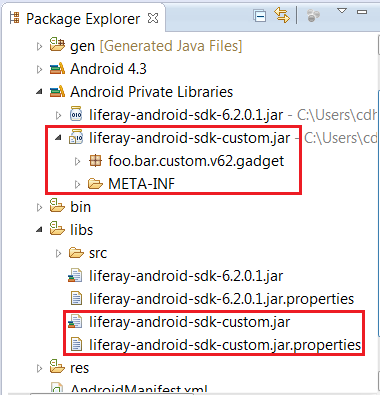 Package Explorer
gen [Generated Java Files]
Android 4.3
Android Private Libraries
liferay-android-sdk-6.2.0.1.jar - C:\Users\cdh
liferay-android-sdk-custom.jar - C:\Users\cd
foo.bar.custom.v62.gadget
META-INF
bin
libs
src
liferay-android-sdk-6.2.0.1.jar
liferay-android-sdk-6.2.0.1.jar.properties
liferay-android-sdk-custom.jar
liferay-android-sdk-custom.jar.properties
res
AndroidManifest.xml